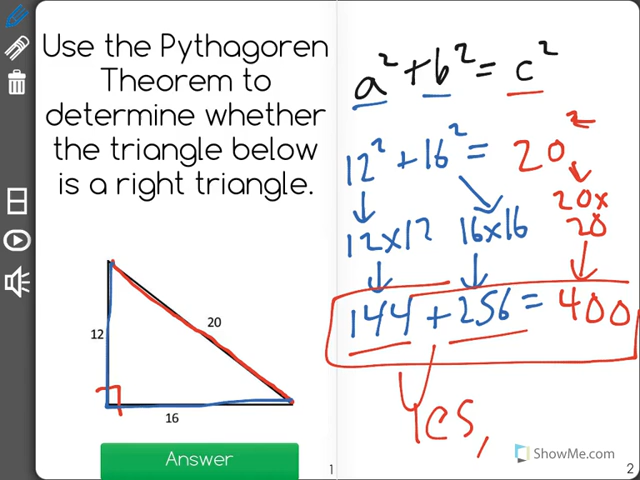 Use the Pythagoren
Theorem to
determine whether
the triangle below
is a right triangle.
12
20
16
Answer
1
a² + b² = c²
12² + 16² = 20²
12x12
16x16
20x
20
144 + 256 = 400
Yes,
ShowMe.com
2